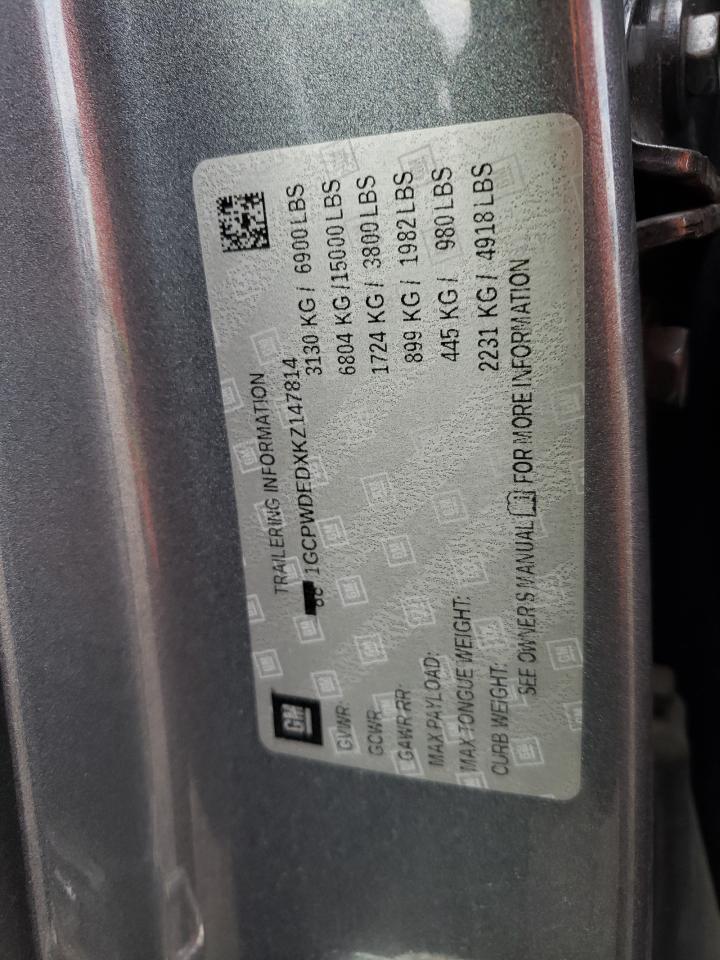 GM
TRAILERING INFORMATION
1GCPWDEDXKZ147814
GVWR: 3130 KG / 6900 LBS
GCWR: 6804 KG / 15000 LBS
GAWR RR: 1724 KG / 3800 LBS
MAX PAYLOAD: 899 KG / 1982 LBS
MAX TONGUE WEIGHT: 445 KG / 980 LBS
CURB WEIGHT: 2231 KG / 4918 LBS
SEE OWNER'S MANUAL FOR MORE INFORMATION